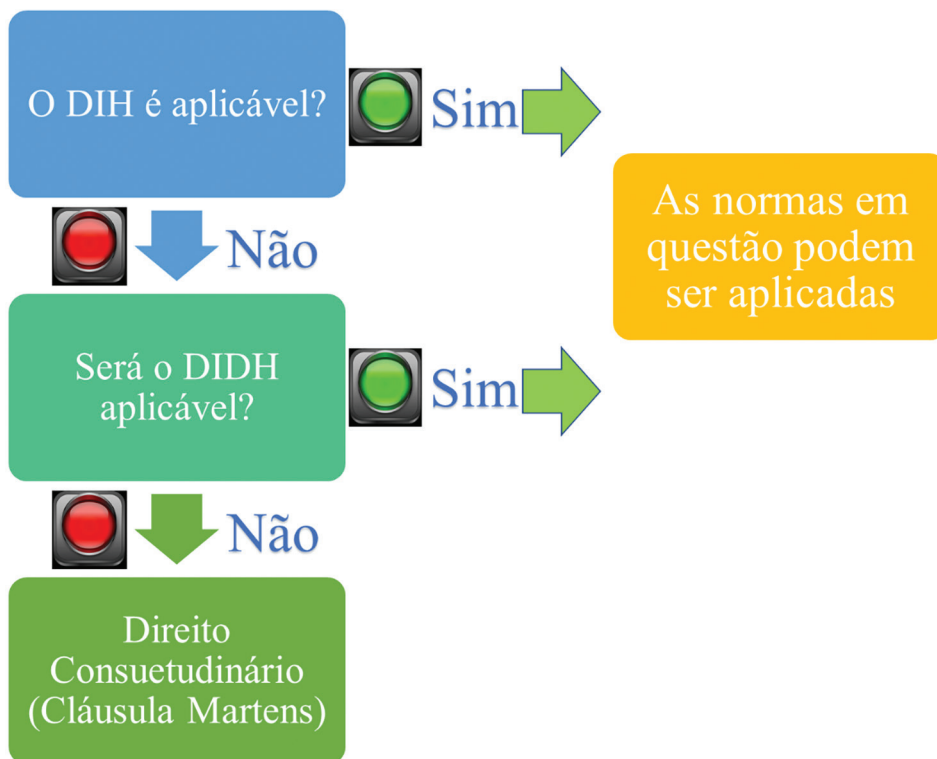 O DIH é aplicável?
Sim
As normas em
questão podem
ser aplicadas
Não
Será o DIDH
aplicável?
Sim
Não
Direito
Consuetudinário
(Cláusula Martens)